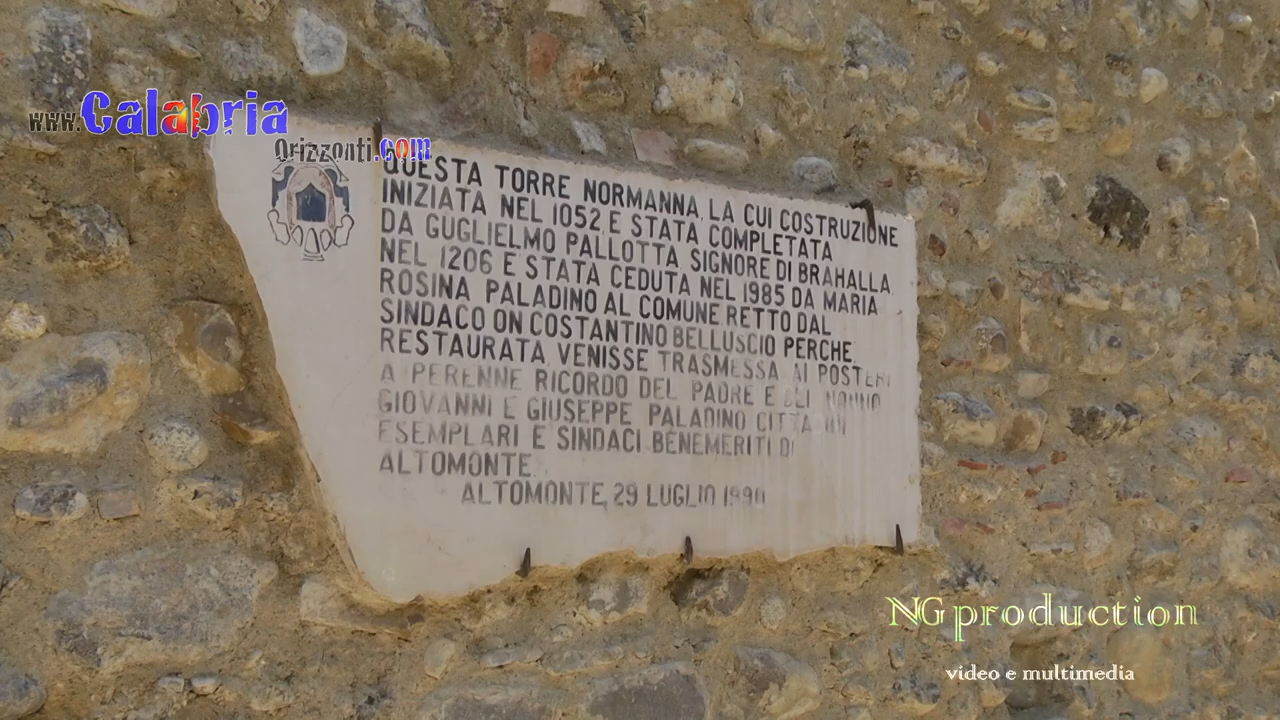 www.Calabria
Orizzonti.com
QUESTA TORRE NORMANNA, LA CUI COSTRUZIONE
INIZIATA NEL 1052, E STATA COMPLETATA
DA GUGLIELMO PALLOTTA SIGNORE DI BRAHALLA
NEL 1206 E STATA CEDUTA NEL 1985 DA MARIA
ROSINA PALADINO AL COMUNE RETTO DAL
SINDACO ON COSTANTINO BELLUSCIO PERCHE,
RESTAURATA, VENISSE TRASMESSA AI POSTERI
A PERENNE RICORDO DEL PADRE E DEL NONNO
GIOVANNI E GIUSEPPE PALADINO
ESEMPLARI E SINDACI BENEMERITI DI
ALTOMONTE.
ALTOMONTE, 29 LUGLIO 1990
NG production
video e multimedia